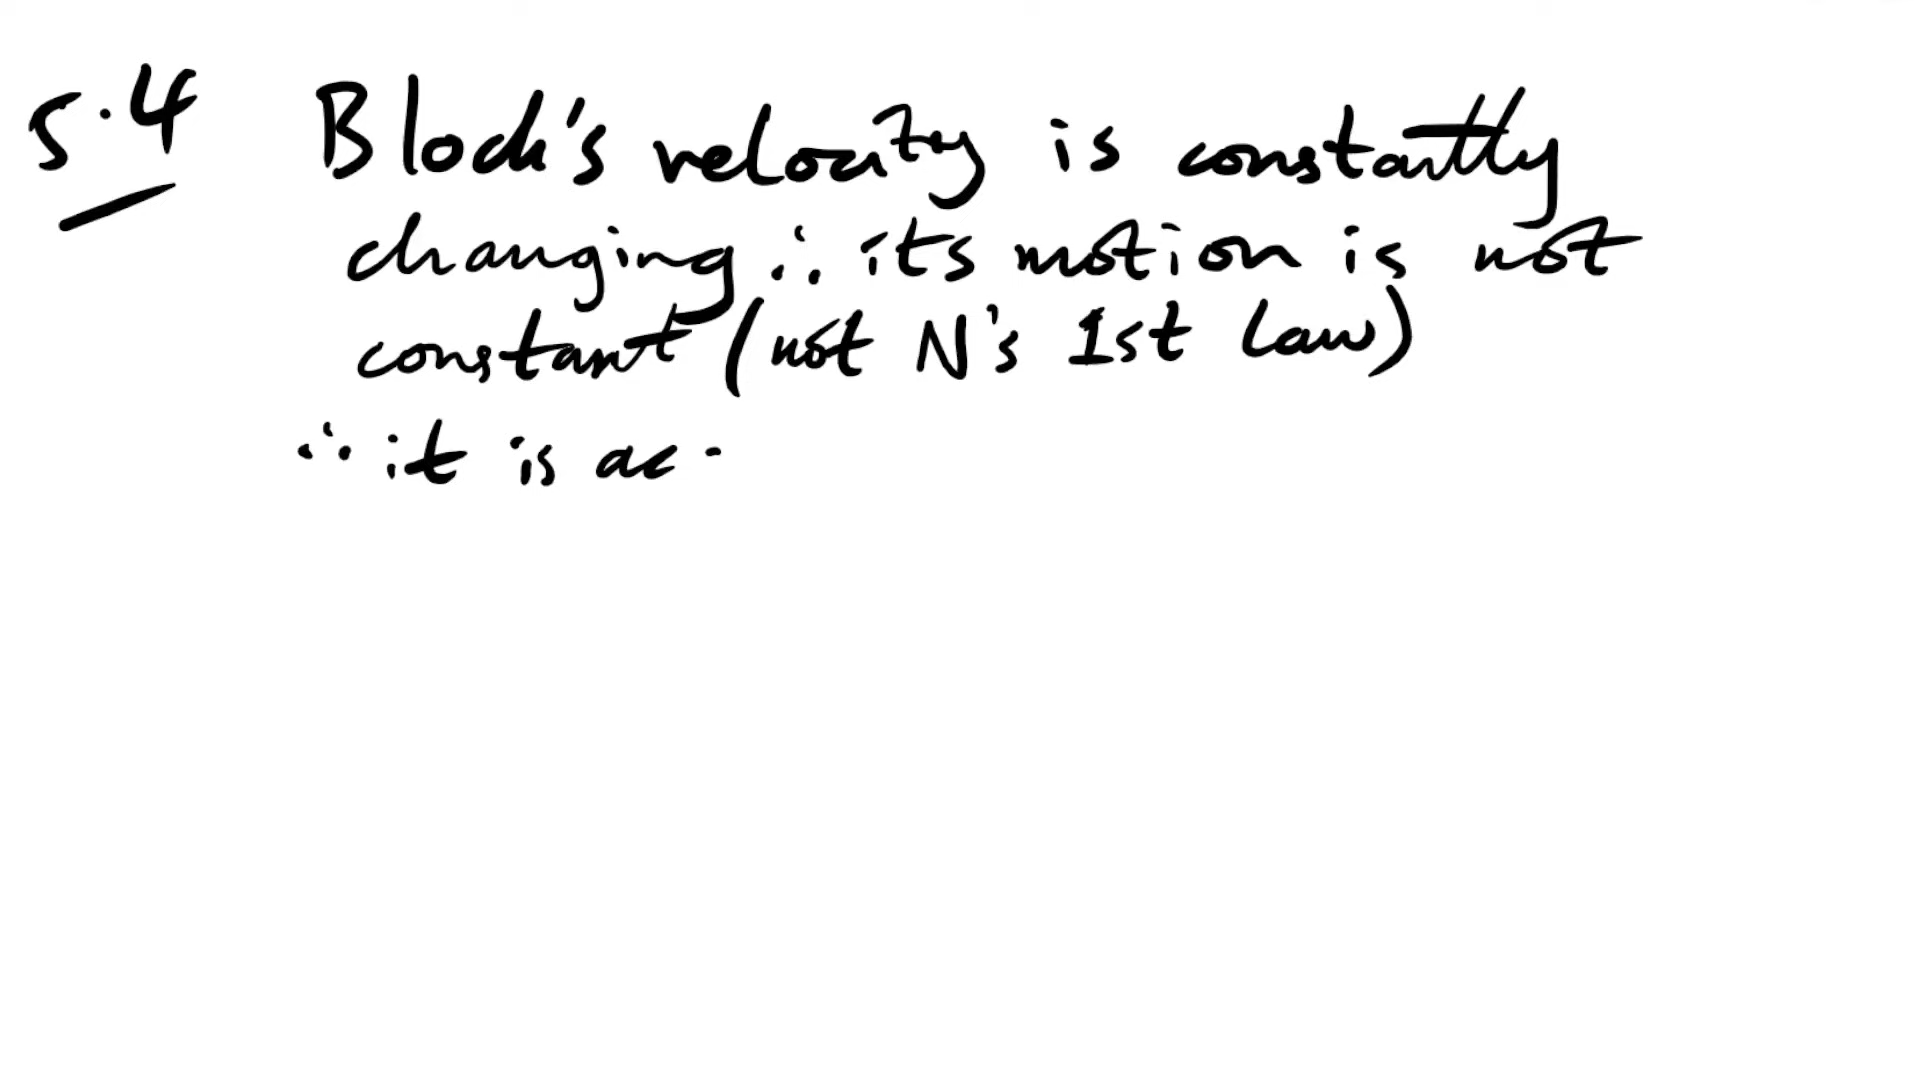 5.4 Block's velocity is constantly
changing ∴ its motion is not
constant (not N's 1st Law)
∴ it is ac